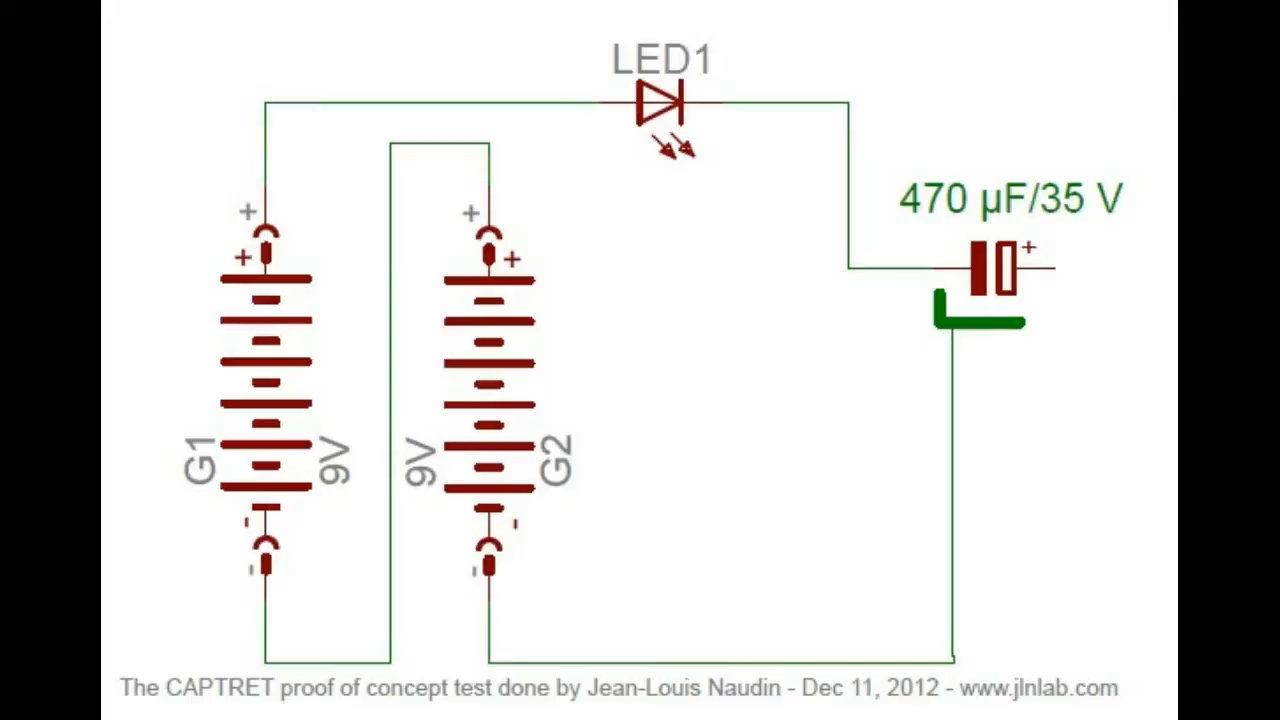 LED1
470 µF/35 V
+
+
+
+
+
G1
9V
9V
G2
-
-
-
-
The CAPTRET proof of concept test done by Jean-Louis Naudin - Dec 11, 2012 - www.jlnlab.com